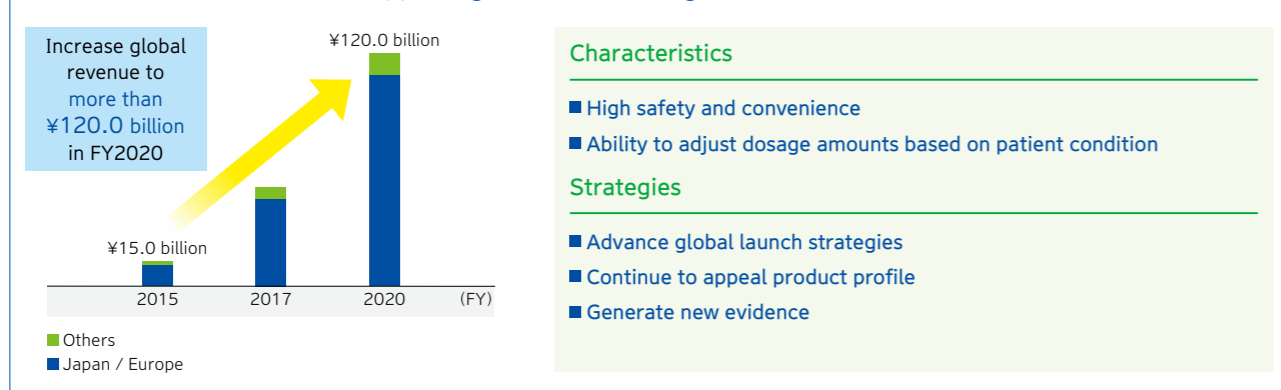 Increase global
revenue to
more than
¥120.0 billion
in FY2020
¥120.0 billion
¥15.0 billion
2015 2017 2020 (FY)
Others
Japan / Europe
Characteristics
High safety and convenience
Ability to adjust dosage amounts based on patient condition
Strategies
Advance global launch strategies
Continue to appeal product profile
Generate new evidence